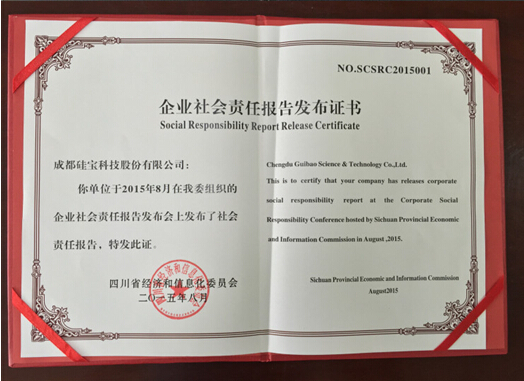 NO.SCSRC2015001
企业社会责任报告发布证书
Social Responsibility Report Release Certificate
成都硅宝科技股份有限公司：
你单位于2015年8月在我委组织的
企业社会责任报告发布会上发布了社会
责任报告，特发此证。
四川省经济和信息化委员会
二〇一五年八月
Chengdu Guibao Science & Technology Co.,Ltd.
This is to certify that your company has releases corporate
social responsibility report at the Corporate Social
Responsibility Conference hosted by Sichuan Provincial Economic
and Information Commission in August ,2015.
Sichuan Provincial Economic and Information Commission
August2015